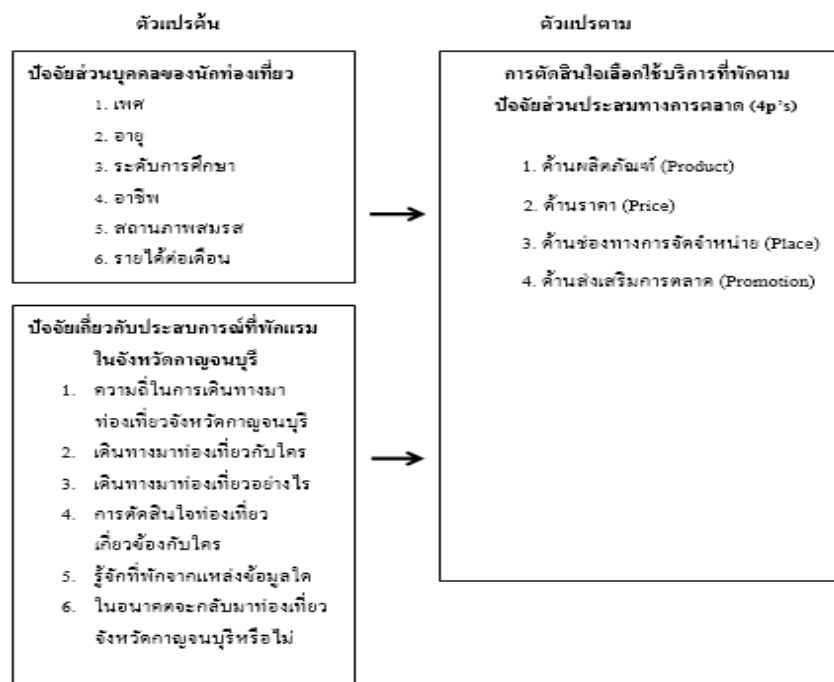 ตัวแปรต้น
ปัจจัยส่วนบุคคลของนักท่องเที่ยว
1. เพศ
2. อายุ
3. ระดับการศึกษา
4. อาชีพ
5. สถานภาพสมรส
6. รายได้ต่อเดือน
ปัจจัยเกี่ยวกับประสบการณ์ที่พักแรม
ในจังหวัดกาญจนบุรี
1. ความถี่ในการเดินทางมา
ท่องเที่ยวจังหวัดกาญจนบุรี
2. เดินทางมาท่องเที่ยวกับใคร
3. เดินทางมาท่องเที่ยวอย่างไร
4. การตัดสินใจท่องเที่ยว
เกี่ยวข้องกับใคร
5. รู้จักที่พักจากแหล่งข้อมูลใด
6. ในอนาคตจะกลับมาท่องเที่ยว
จังหวัดกาญจนบุรีหรือไม่
ตัวแปรตาม
การตัดสินใจเลือกใช้บริการที่พักตาม
ปัจจัยส่วนประสมทางการตลาด (4p's)
1. ด้านผลิตภัณฑ์ (Product)
2. ด้านราคา (Price)
3. ด้านช่องทางการจัดจำหน่าย (Place)
4. ด้านส่งเสริมการตลาด (Promotion)